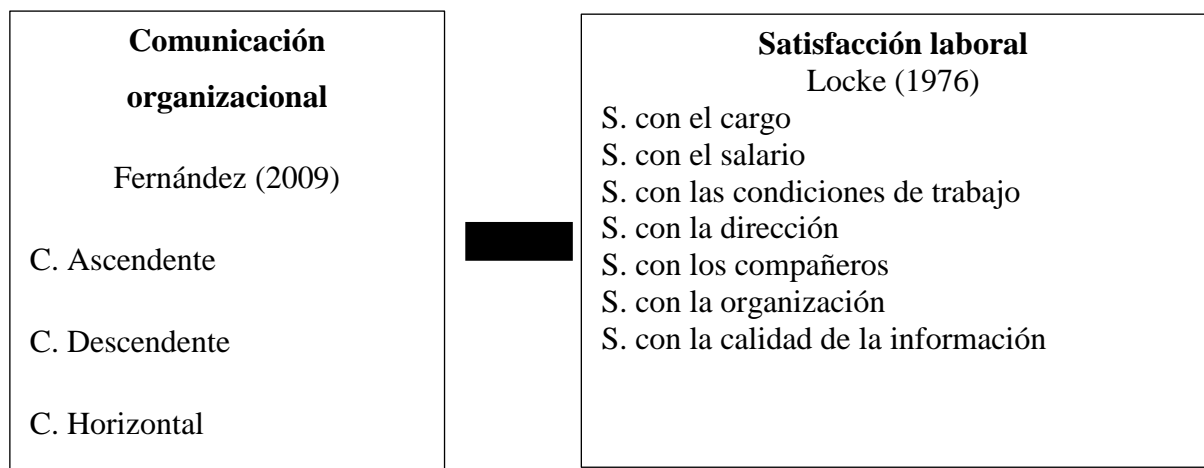 Comunicación
organizacional
Fernández (2009)
C. Ascendente
C. Descendente
C. Horizontal
Satisfacción laboral
Locke (1976)
S. con el cargo
S. con el salario
S. con las condiciones de trabajo
S. con la dirección
S. con los compañeros
S. con la organización
S. con la calidad de la información